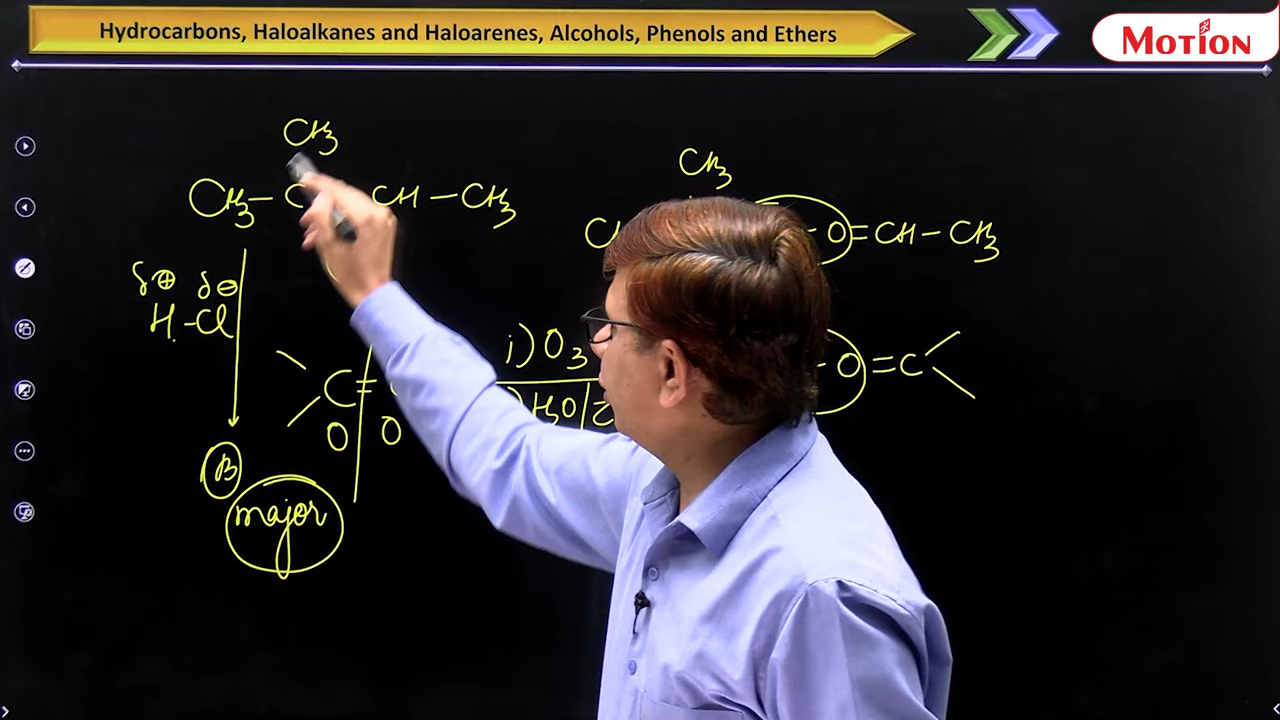 Hydrocarbons, Haloalkanes and Haloarenes, Alcohols, Phenols and Ethers
MOTION
CH3
CH3
CH3 – C CH – CH3
O = CH – CH3
δ⊕ δ⊖
H – Cl
C =
O O
i) O3
H2O / Z
– O = C
B
major